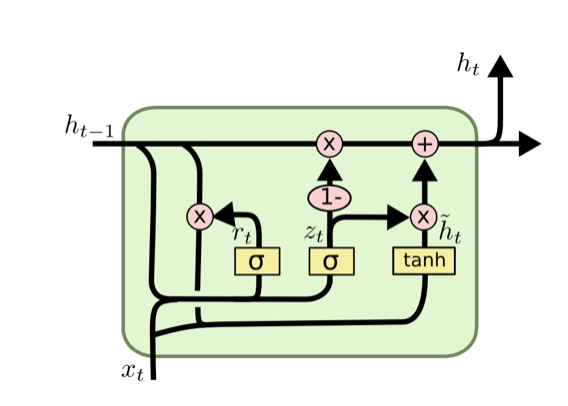 h_t
h_{t-1}
x
+
1-
x
r_t
z_t
x
h̃_t
σ
σ
tanh
x_t